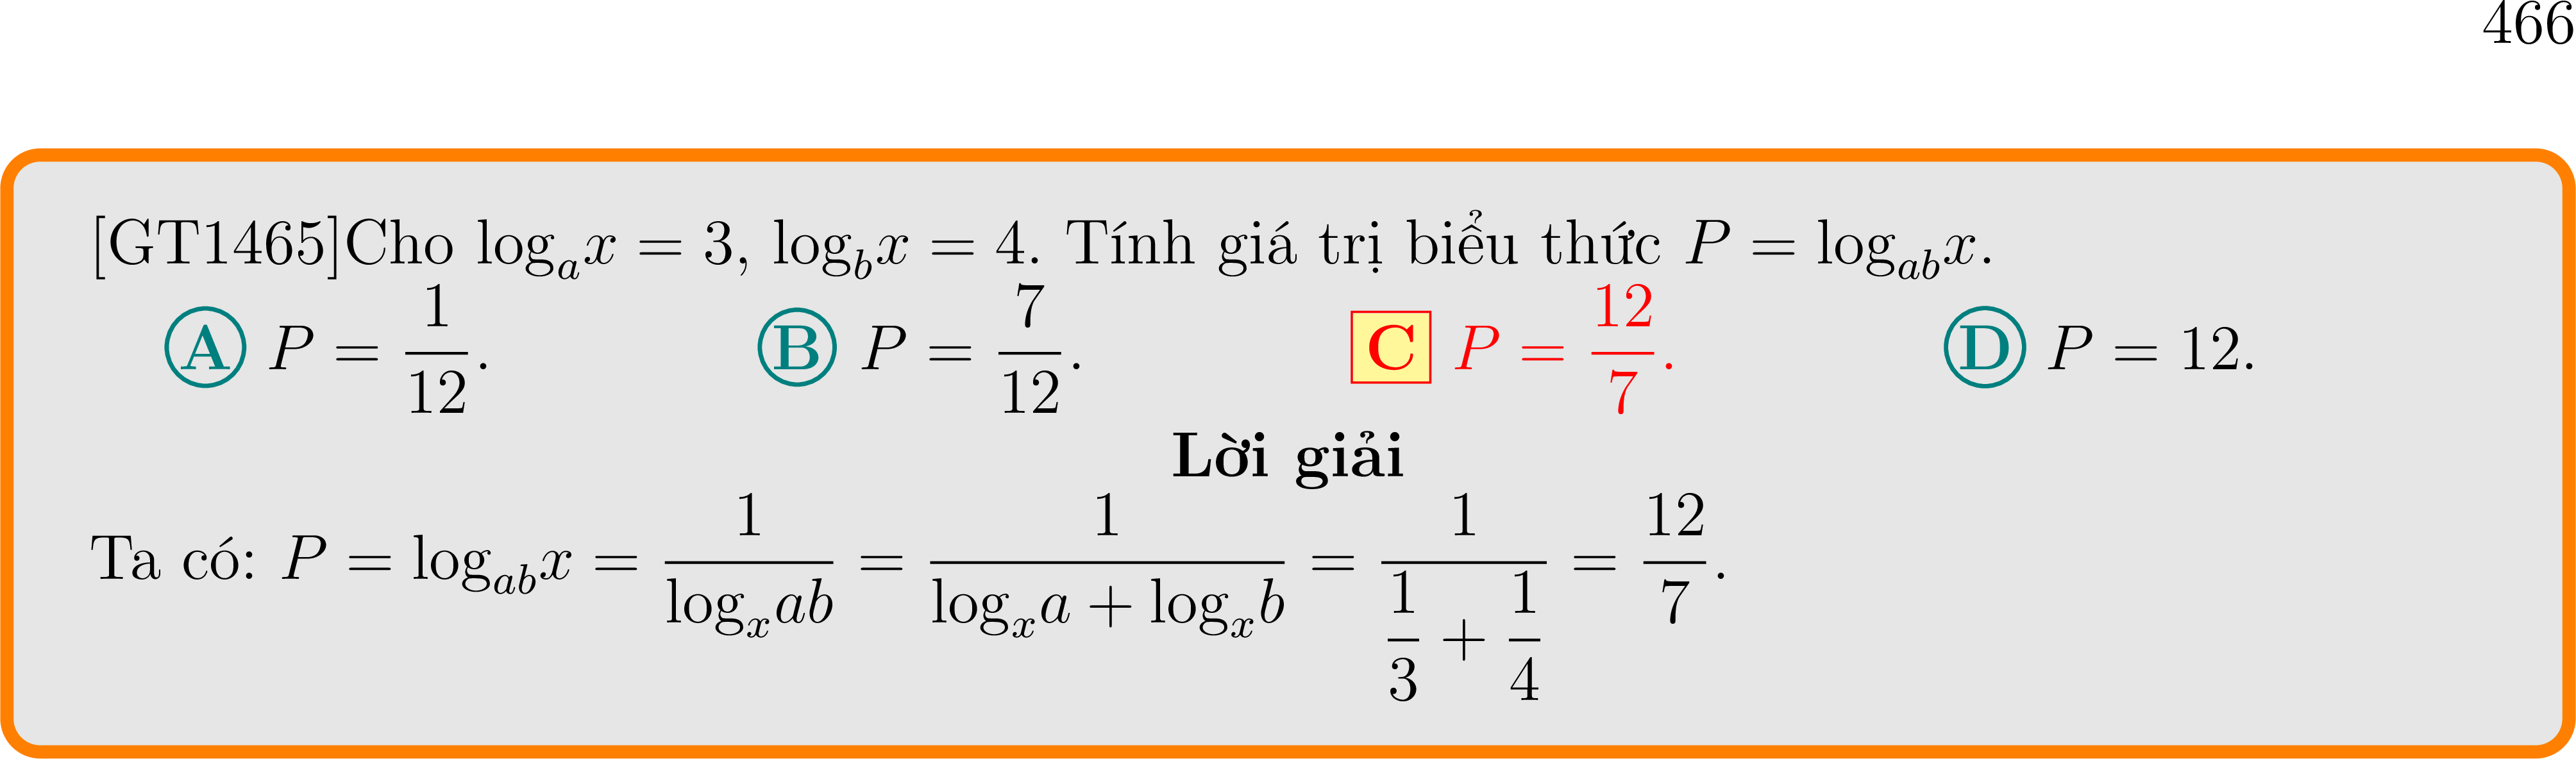 466
[GT1465]Cho log_a x = 3, log_b x = 4. Tính giá trị biểu thức P = log_{ab} x.
A P = \frac{1}{12}. B P = \frac{7}{12}. C P = \frac{12}{7}. D P = 12.
Lời giải
Ta có: P = log_{ab} x = \frac{1}{log_x ab} = \frac{1}{log_x a + log_x b} = \frac{1}{\frac{1}{3} + \frac{1}{4}} = \frac{12}{7}.